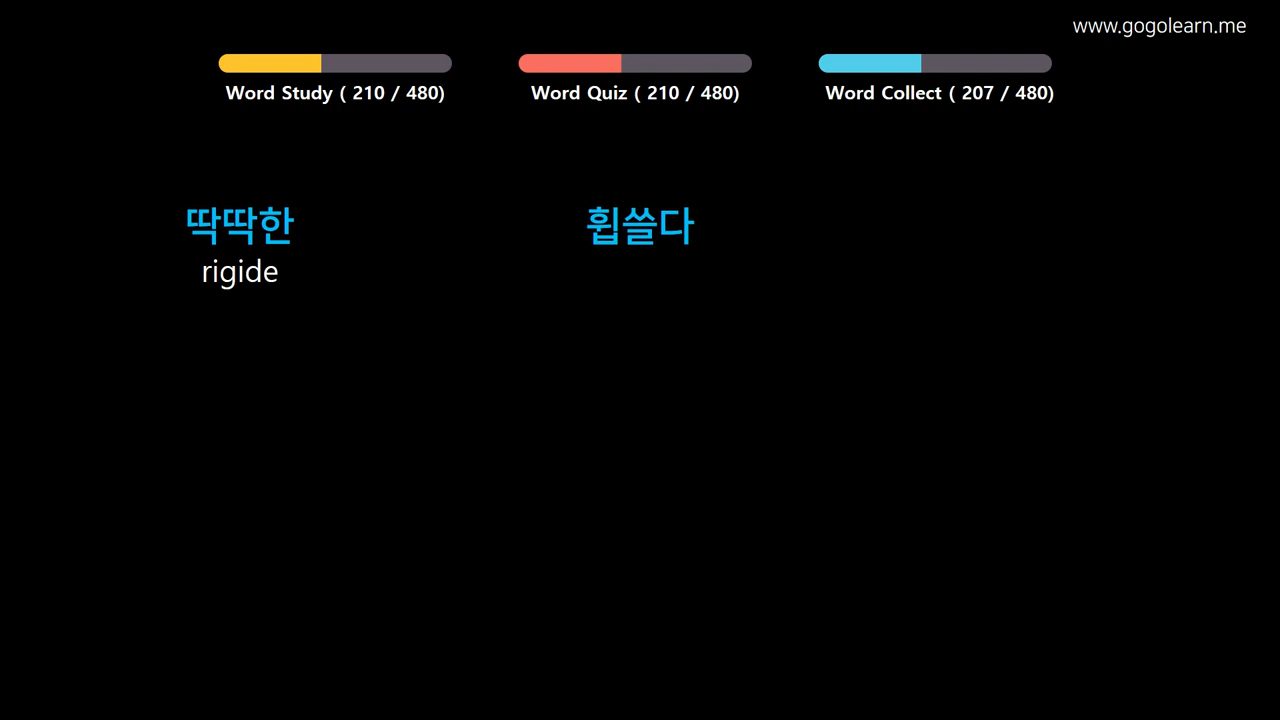 www.gogolearn.me
Word Study ( 210 / 480)
Word Quiz ( 210 / 480)
Word Collect ( 207 / 480)
딱딱한
휩쓸다
rigide